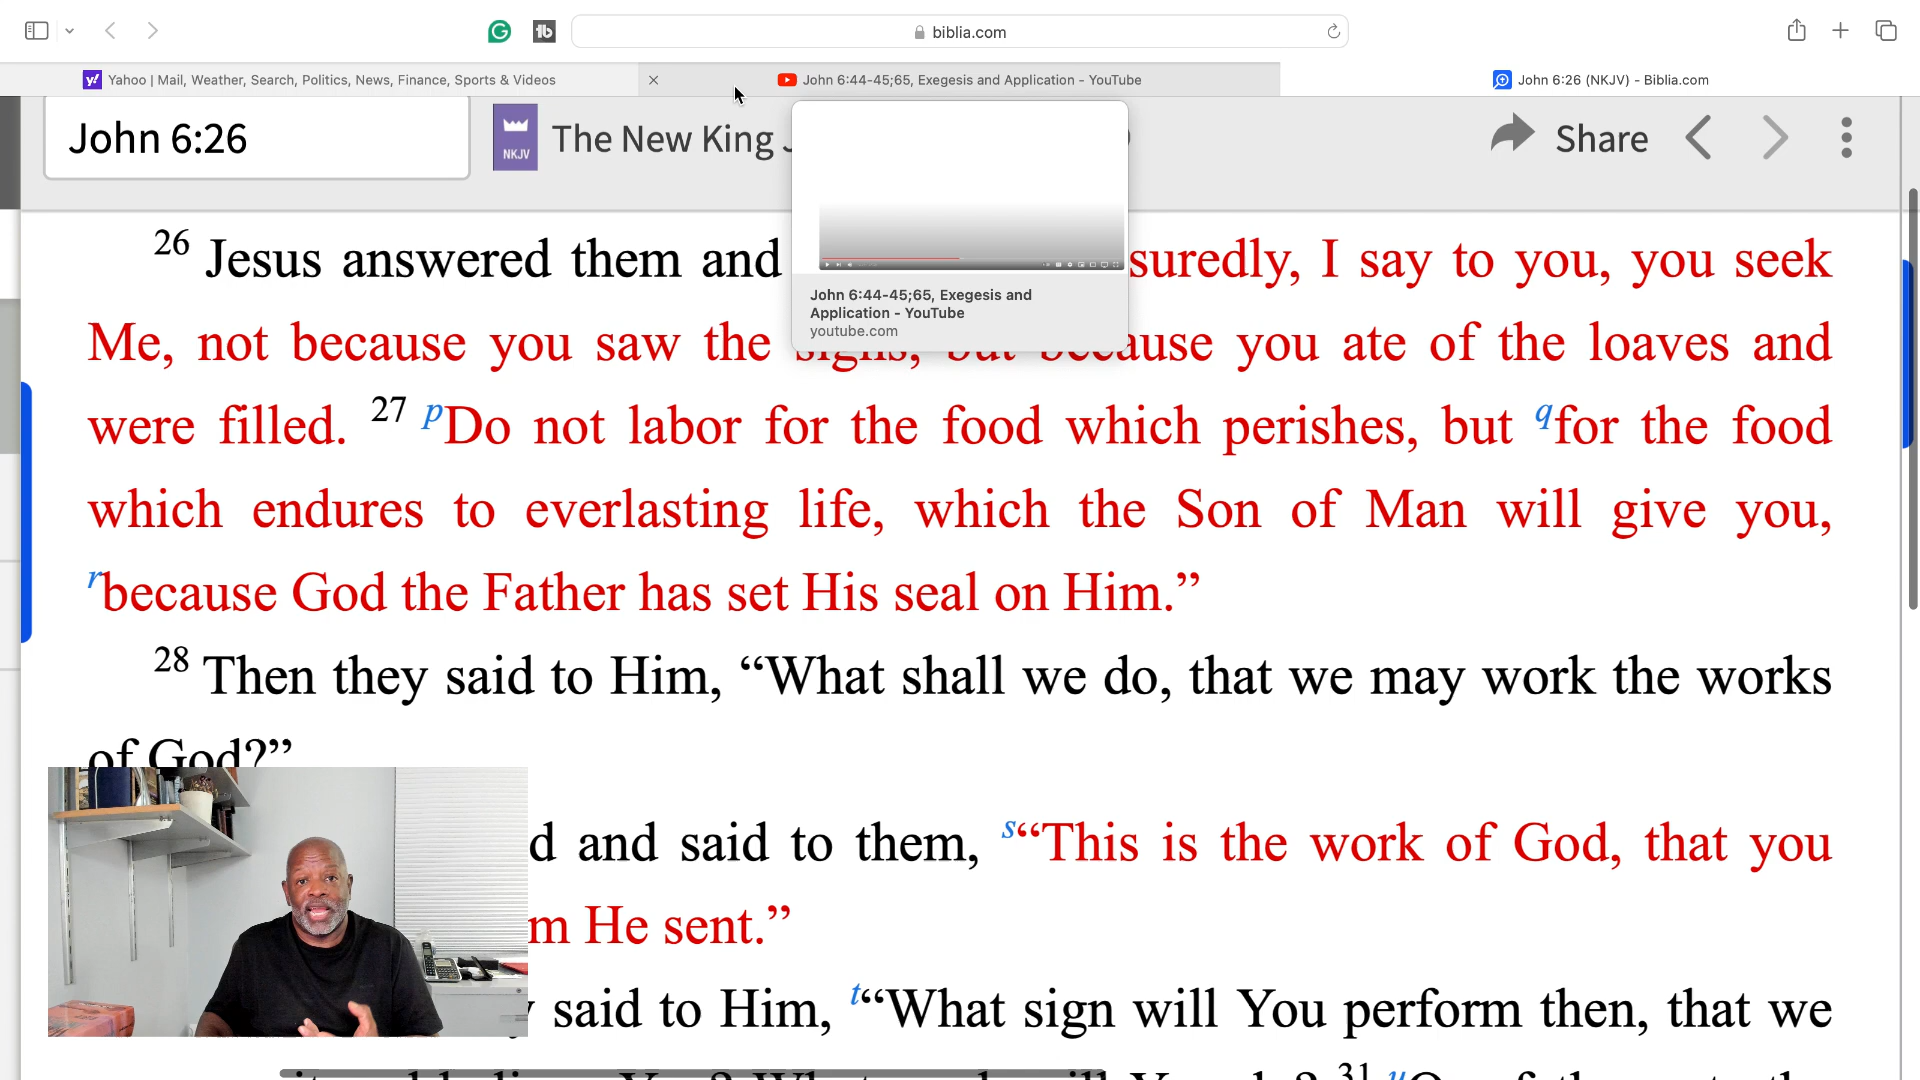 biblia.com
Yahoo | Mail, Weather, Search, Politics, News, Finance, Sports & Videos
John 6:44-45;65, Exegesis and Application - YouTube
John 6:26 (NKJV) - Biblia.com
John 6:26
NKJV
The New King
Share
26 Jesus answered them and suredly, I say to you, you seek
Me, not because you saw the signs, but because you ate of the loaves and
were filled. 27 pDo not labor for the food which perishes, but qfor the food
which endures to everlasting life, which the Son of Man will give you,
rbecause God the Father has set His seal on Him.”
John 6:44-45;65, Exegesis and
Application - YouTube
youtube.com
28 Then they said to Him, “What shall we do, that we may work the works
of God?”
d and said to them, s“This is the work of God, that you
m He sent.”
said to Him, t“What sign will You perform then, that we
31